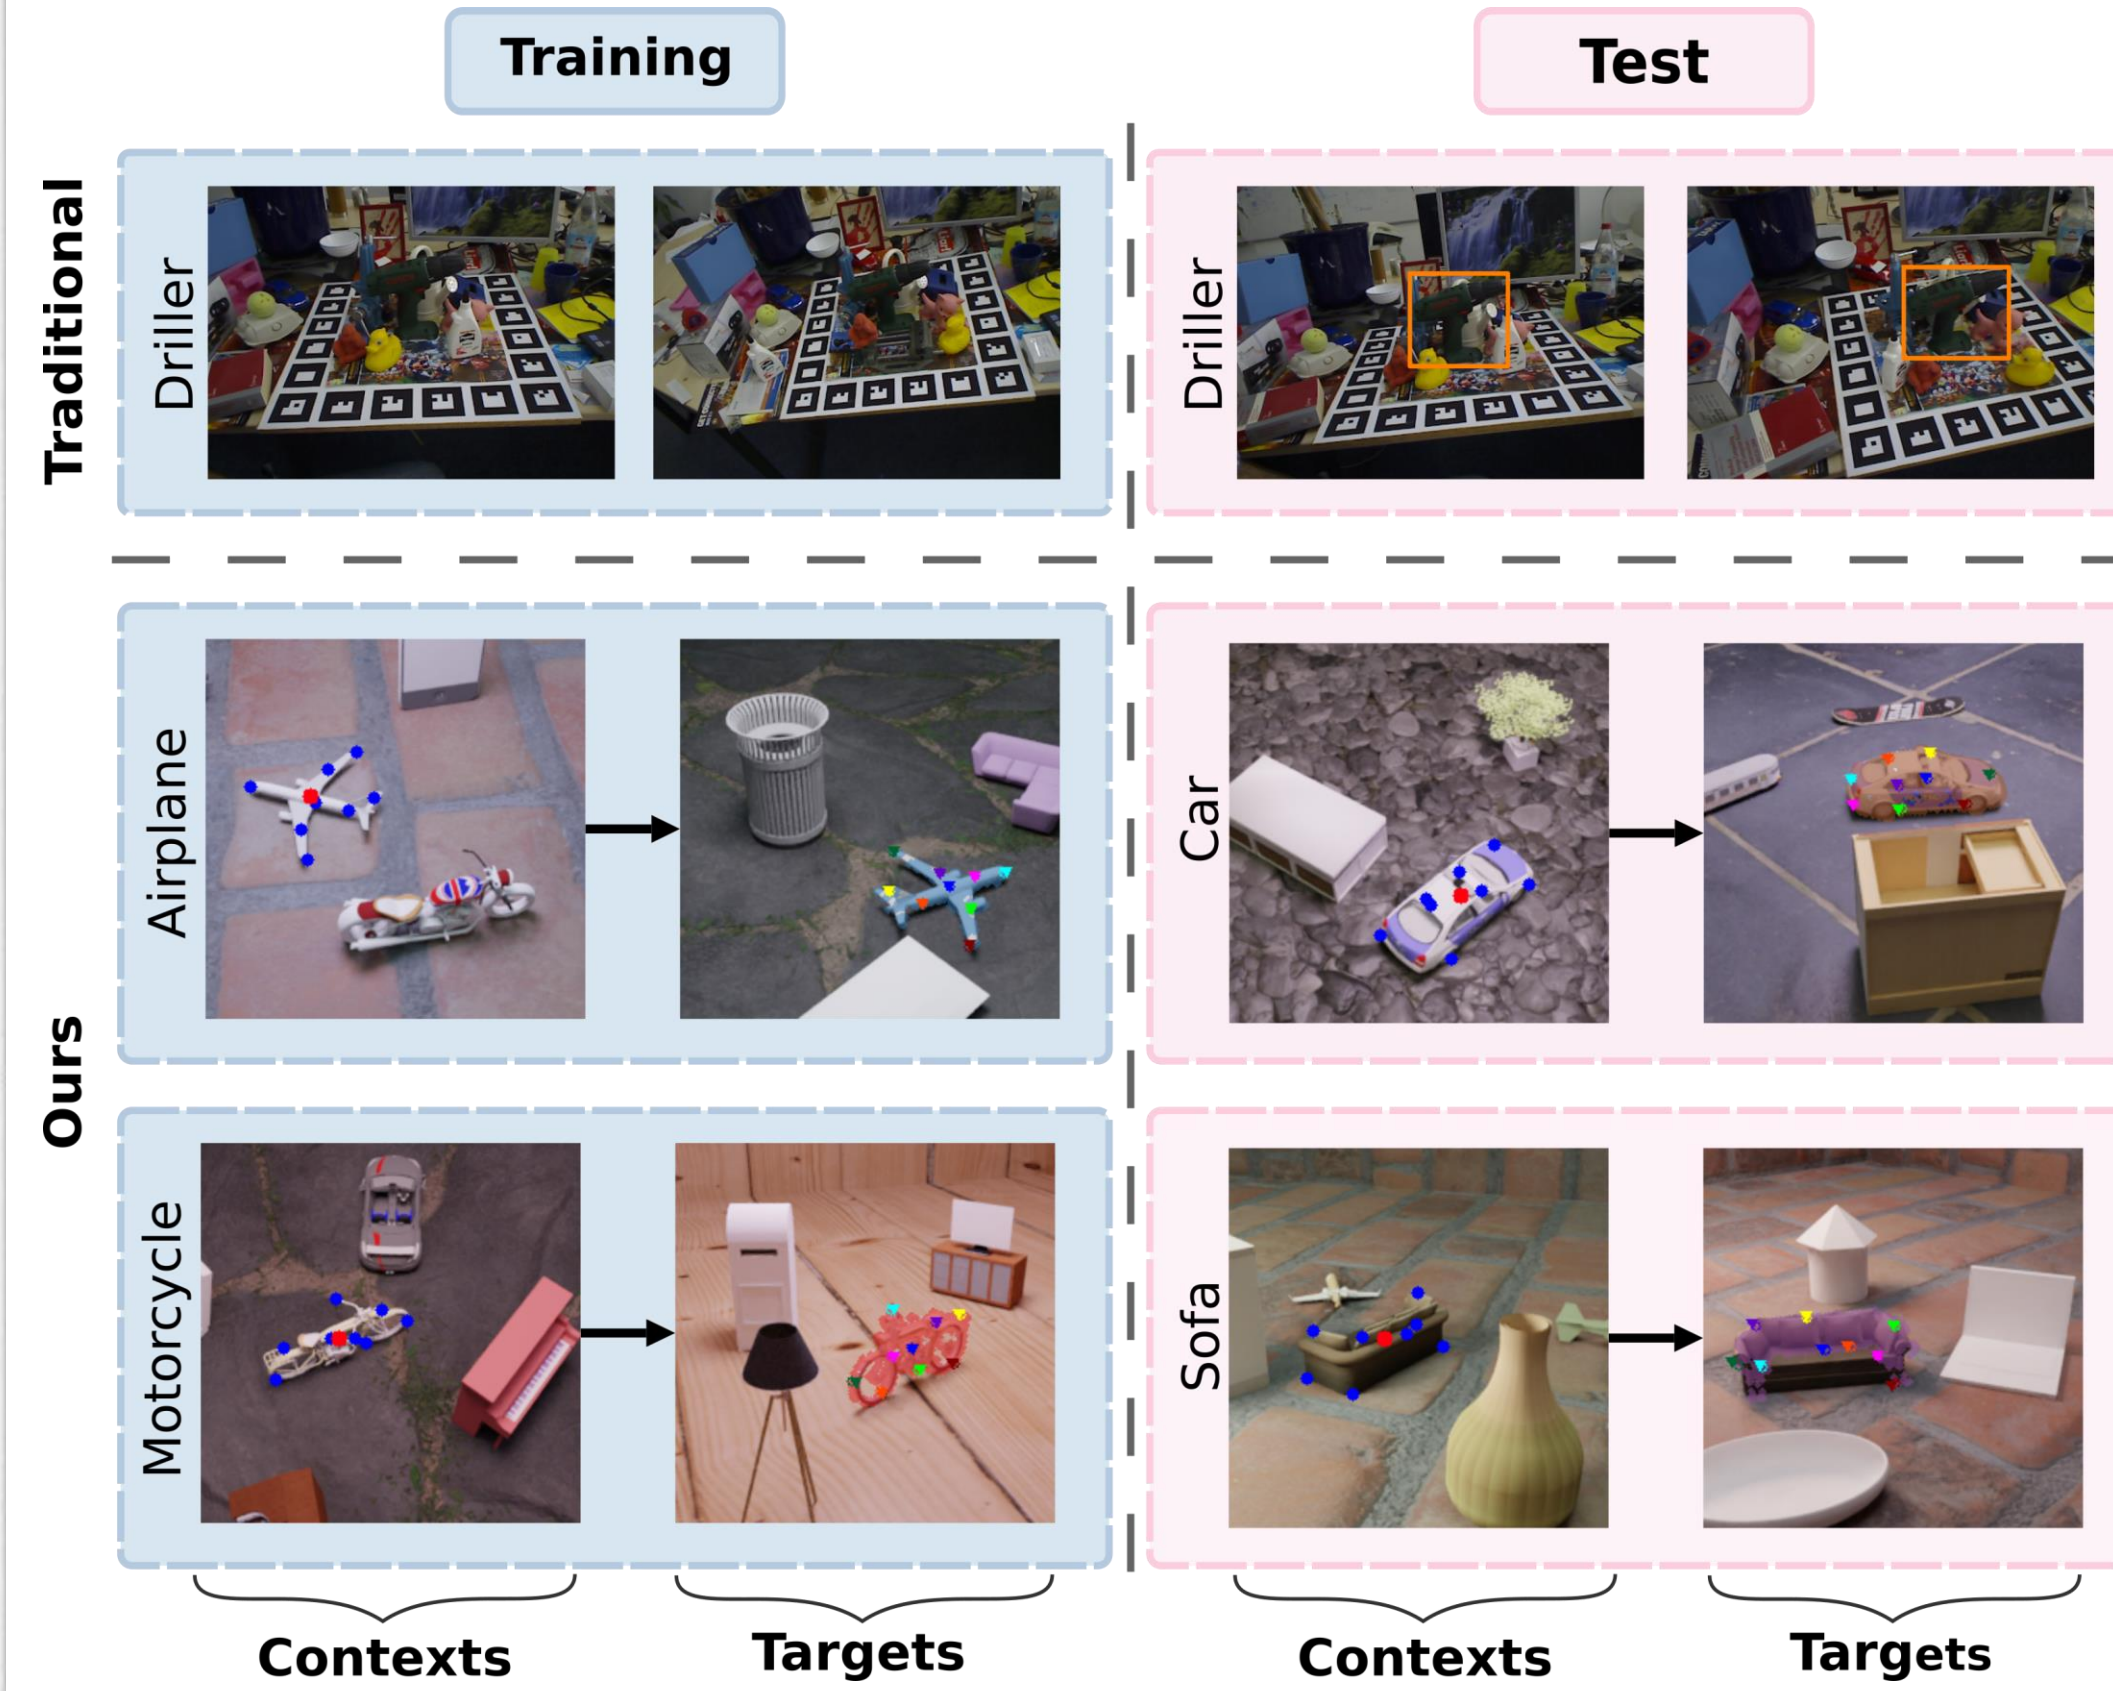 Training
Test
Traditional
Driller
Driller
Ours
Airplane
Car
Motorcycle
Sofa
Contexts
Targets
Contexts
Targets